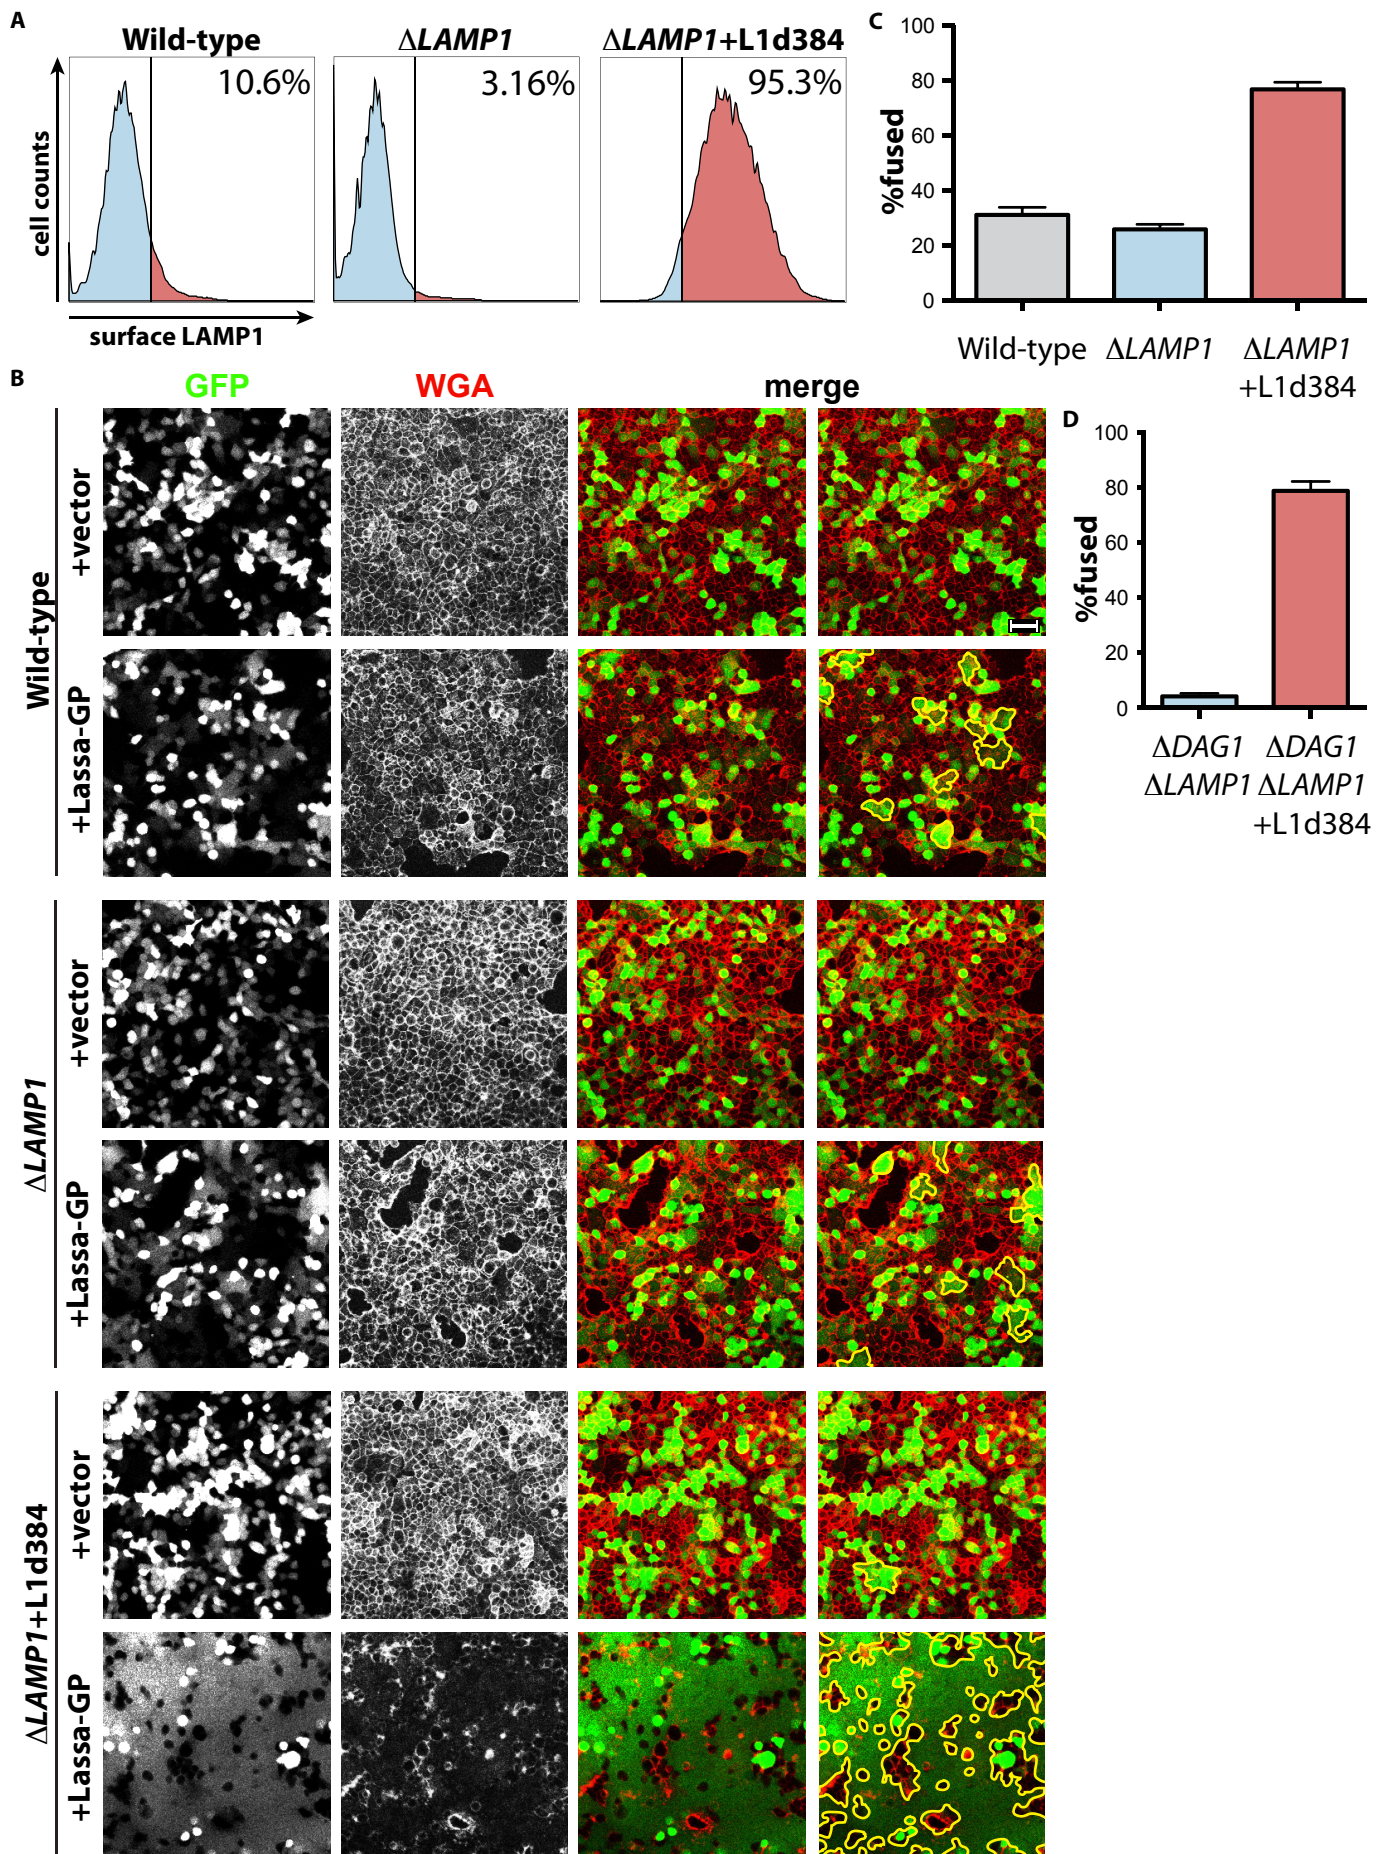 A
Wild-type
ΔLAMP1
ΔLAMP1+L1d384
10.6%
3.16%
95.3%
cell counts
surface LAMP1
C
100
80
60
40
20
0
%fused
Wild-type
ΔLAMP1
ΔLAMP1
+L1d384
B
GFP
WGA
merge
Wild-type
+vector
+Lassa-GP
ΔLAMP1
+vector
+Lassa-GP
ΔLAMP1+L1d384
+vector
+Lassa-GP
D
100
80
60
40
20
0
%fused
ΔDAG1
ΔLAMP1
ΔDAG1
ΔLAMP1
+L1d384